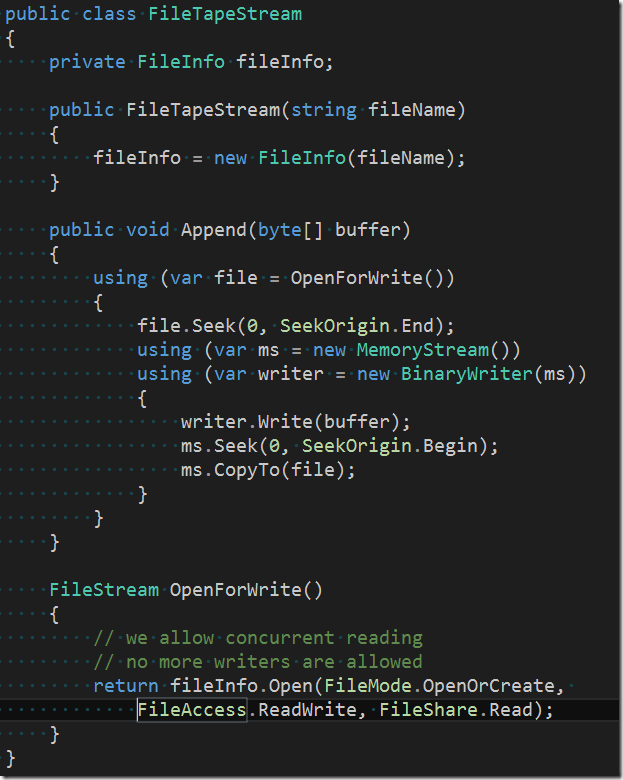 public class FileTapeStream
{
    private FileInfo fileInfo;

    public FileTapeStream(string fileName)
    {
        fileInfo = new FileInfo(fileName);
    }

    public void Append(byte[] buffer)
    {
        using (var file = OpenForWrite())
        {
            file.Seek(0, SeekOrigin.End);
            using (var ms = new MemoryStream())
            using (var writer = new BinaryWriter(ms))
            {
                writer.Write(buffer);
                ms.Seek(0, SeekOrigin.Begin);
                ms.CopyTo(file);
            }
        }
    }

    FileStream OpenForWrite()
    {
        // we allow concurrent reading
        // no more writers are allowed
        return fileInfo.Open(FileMode.OpenOrCreate,
            FileAccess.ReadWrite, FileShare.Read);
    }
}